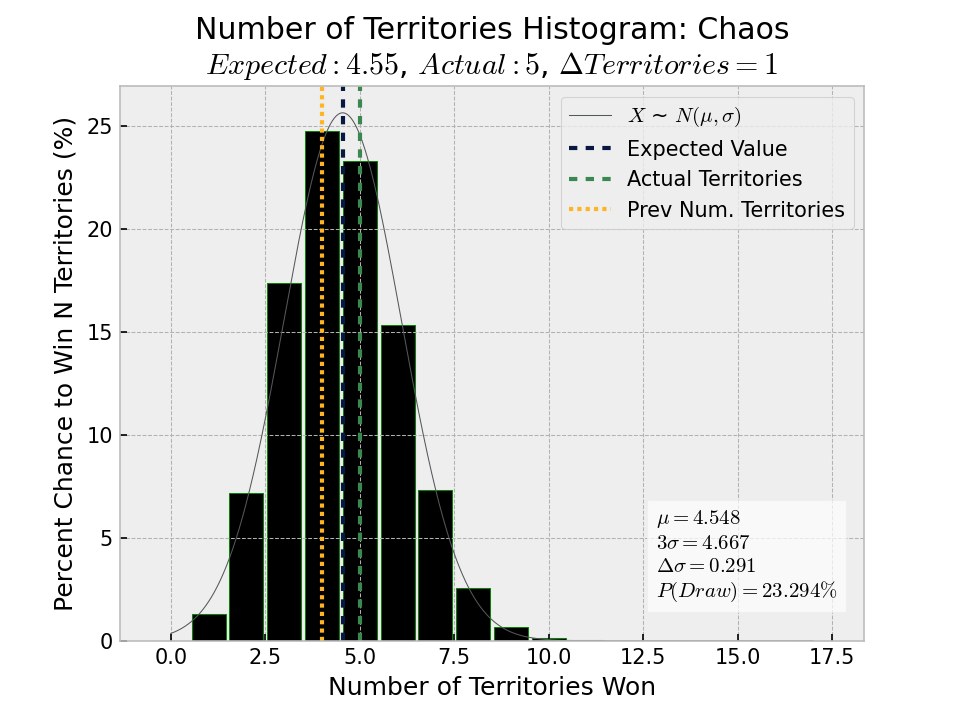 Number of Territories Histogram: Chaos
Expected : 4.55, Actual : 5, ΔTerritories = 1
X ~ N(μ, σ)
Expected Value
Actual Territories
Prev Num. Territories
Percent Chance to Win N Territories (%)
25
20
15
10
5
0
μ = 4.548
3σ = 4.667
Δσ = 0.291
P(Draw) = 23.294%
0.0 2.5 5.0 7.5 10.0 12.5 15.0 17.5
Number of Territories Won